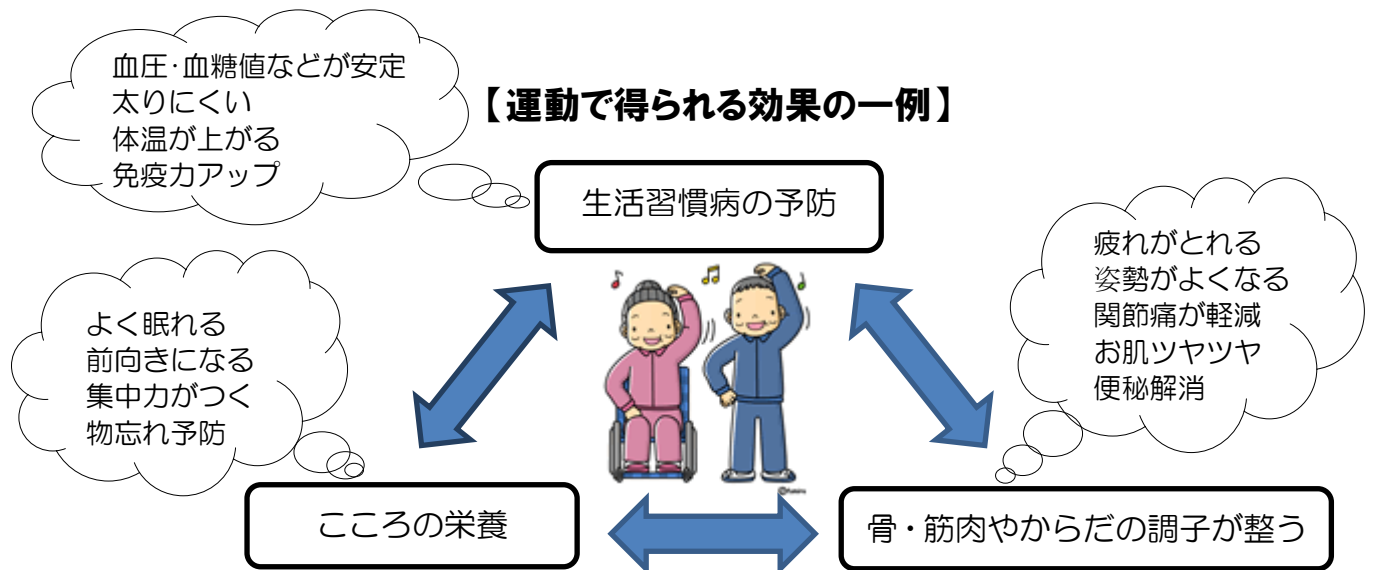 【運動で得られる効果の一例】
血圧・血糖値などが安定
太りにくい
体温が上がる
免疫力アップ
生活習慣病の予防
疲れがとれる
姿勢がよくなる
関節痛が軽減
お肌ツヤツヤ
便秘解消
よく眠れる
前向きになる
集中力がつく
物忘れ予防
こころの栄養
骨・筋肉やからだの調子が整う